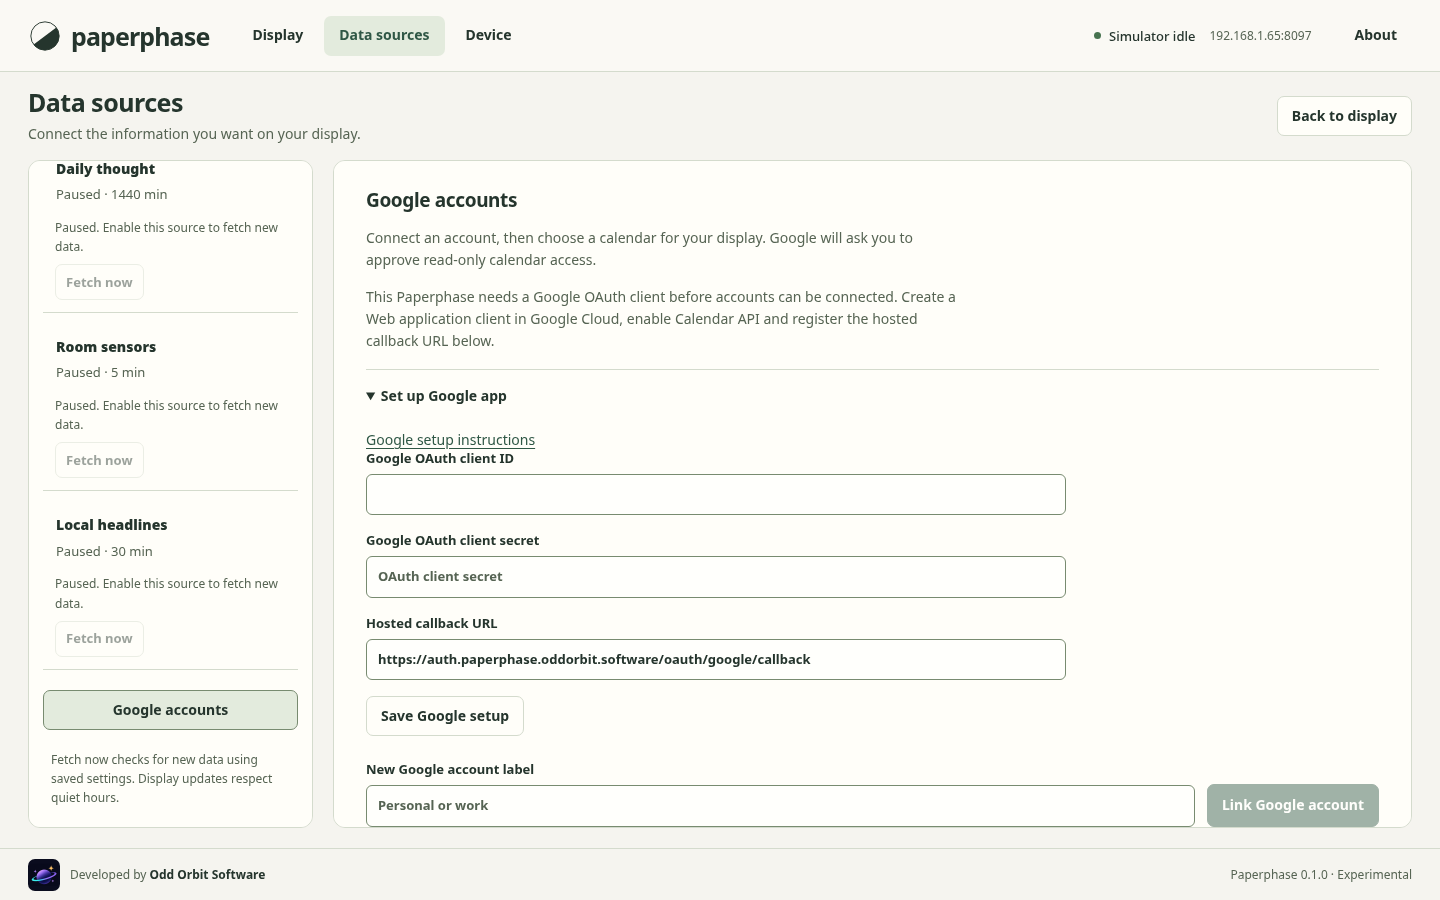 paperphase
Display
Data sources
Device
Simulator idle
192.168.1.65:8097
About
Data sources
Connect the information you want on your display.
Back to display
Daily thought
Paused · 1440 min
Paused. Enable this source to fetch new
data.
Fetch now
Room sensors
Paused · 5 min
Paused. Enable this source to fetch new
data.
Fetch now
Local headlines
Paused · 30 min
Paused. Enable this source to fetch new
data.
Fetch now
Google accounts
Fetch now checks for new data using
saved settings. Display updates respect
quiet hours.
Google accounts
Connect an account, then choose a calendar for your display. Google will ask you to
approve read-only calendar access.
This Paperphase needs a Google OAuth client before accounts can be connected. Create a
Web application client in Google Cloud, enable Calendar API and register the hosted
callback URL below.
Set up Google app
Google setup instructions
Google OAuth client ID
Google OAuth client secret
OAuth client secret
Hosted callback URL
https://auth.paperphase.oddorbit.software/oauth/google/callback
Save Google setup
New Google account label
Personal or work
Link Google account
Developed by Odd Orbit Software
Paperphase 0.1.0 · Experimental